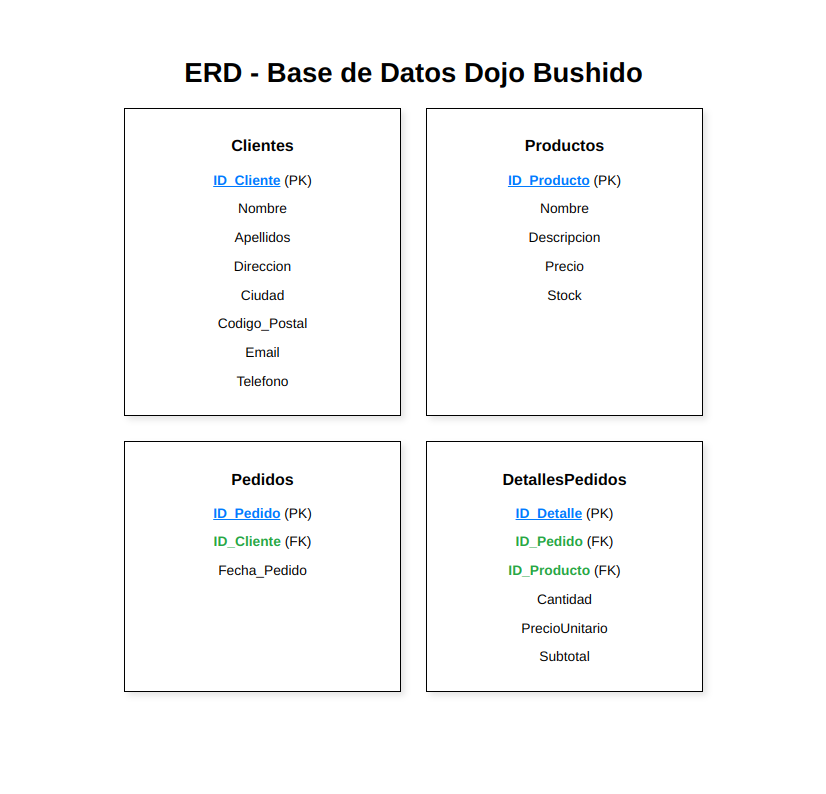 ERD - Base de Datos Dojo Bushido
Clientes
ID_Cliente (PK)
Nombre
Apellidos
Direccion
Ciudad
Codigo_Postal
Email
Telefono
Productos
ID_Producto (PK)
Nombre
Descripcion
Precio
Stock
Pedidos
ID_Pedido (PK)
ID_Cliente (FK)
Fecha_Pedido
DetallesPedidos
ID_Detalle (PK)
ID_Pedido (FK)
ID_Producto (FK)
Cantidad
PrecioUnitario
Subtotal